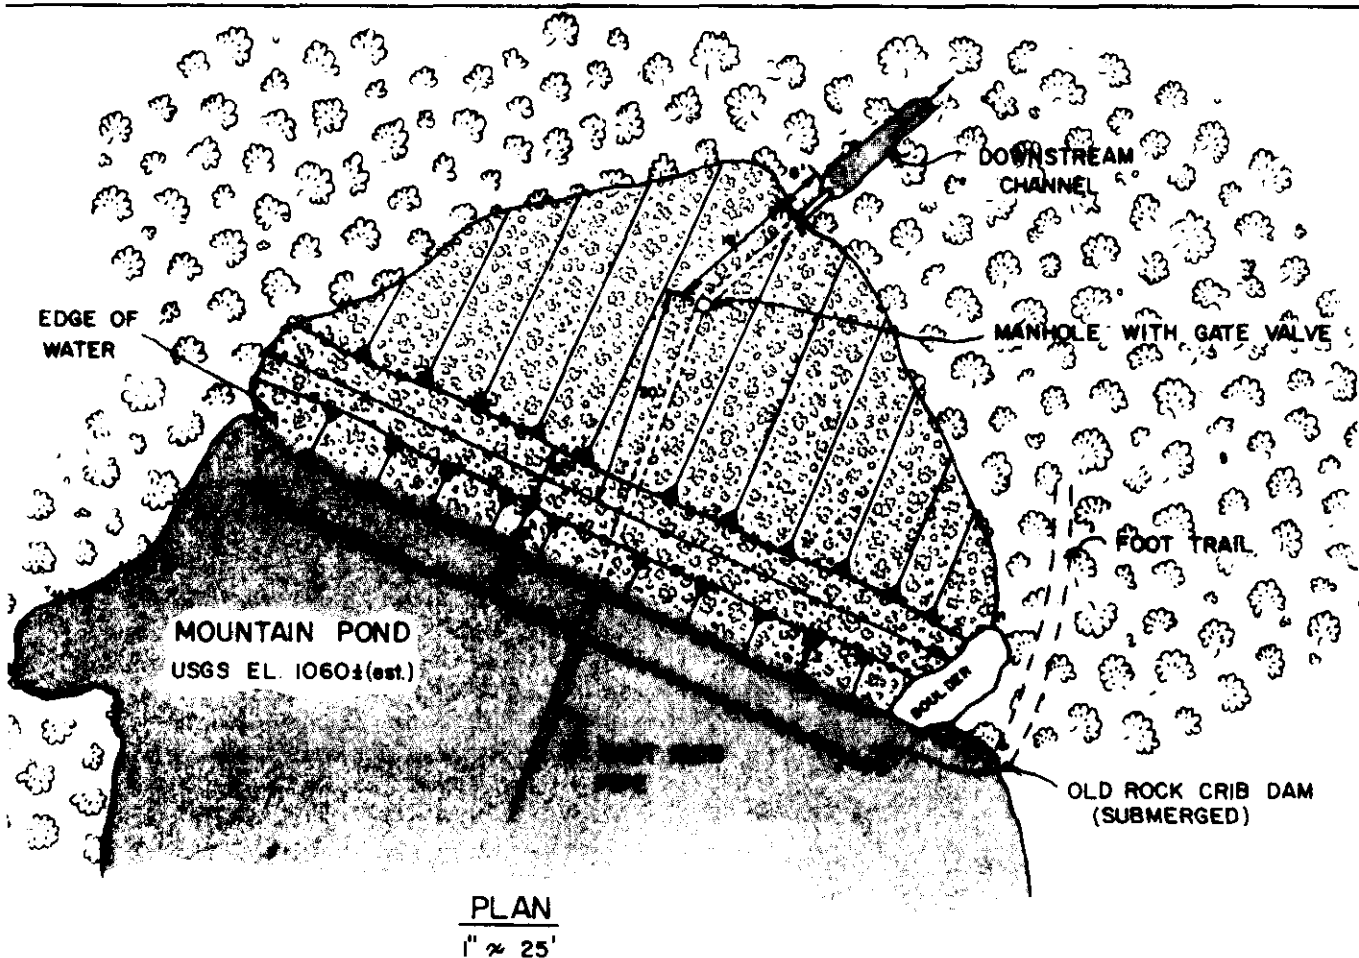 DOWNSTREAM
CHANNEL
EDGE OF
WATER
MANHOLE WITH GATE VALVE
FOOT TRAIL
MOUNTAIN POND
USGS EL. 1060±(est.)
BOULDER
OLD ROCK CRIB DAM
(SUBMERGED)
PLAN
1" ≈ 25'